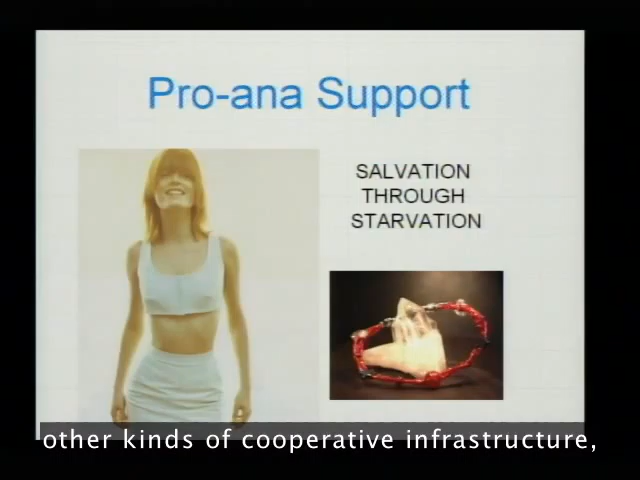 Pro-ana Support
SALVATION
THROUGH
STARVATION
other kinds of cooperative infrastructure,